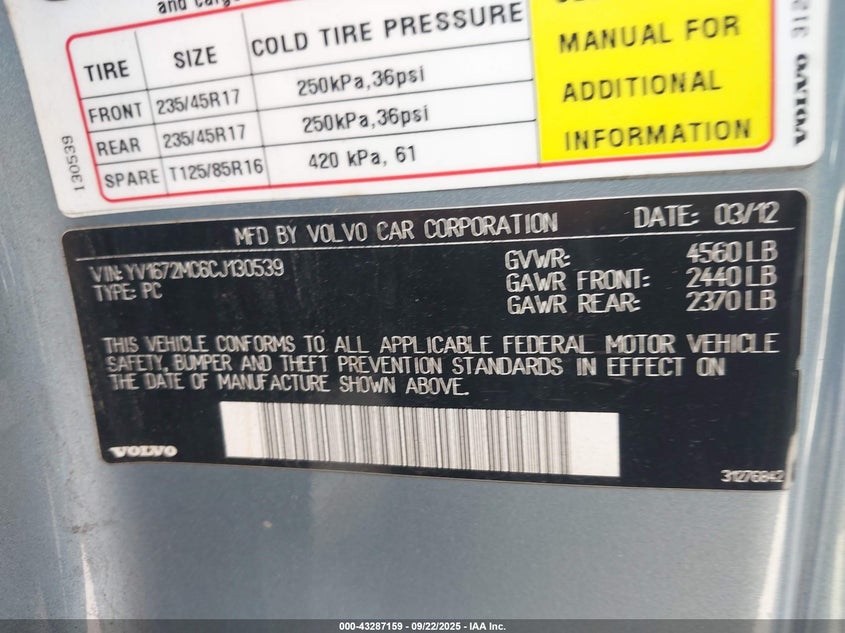 and cargo
TIRE SIZE COLD TIRE PRESSURE
FRONT 235/45R17 250kPa,36psi
REAR 235/45R17 250kPa,36psi
SPARE T125/85R16 420 kPa, 61
MANUAL FOR
ADDITIONAL
INFORMATION
130539
VOLVO
MFD BY VOLVO CAR CORPORATION DATE: 03/12
VIN: YV1672MC6CJ130539
TYPE: PC
GVWR: 4560 LB
GAWR FRONT: 2440 LB
GAWR REAR: 2370 LB
THIS VEHICLE CONFORMS TO ALL APPLICABLE FEDERAL MOTOR VEHICLE
SAFETY, BUMPER AND THEFT PREVENTION STANDARDS IN EFFECT ON
THE DATE OF MANUFACTURE SHOWN ABOVE.
VOLVO
31276842
000-43287159 — 09/22/2025 — IAA Inc.